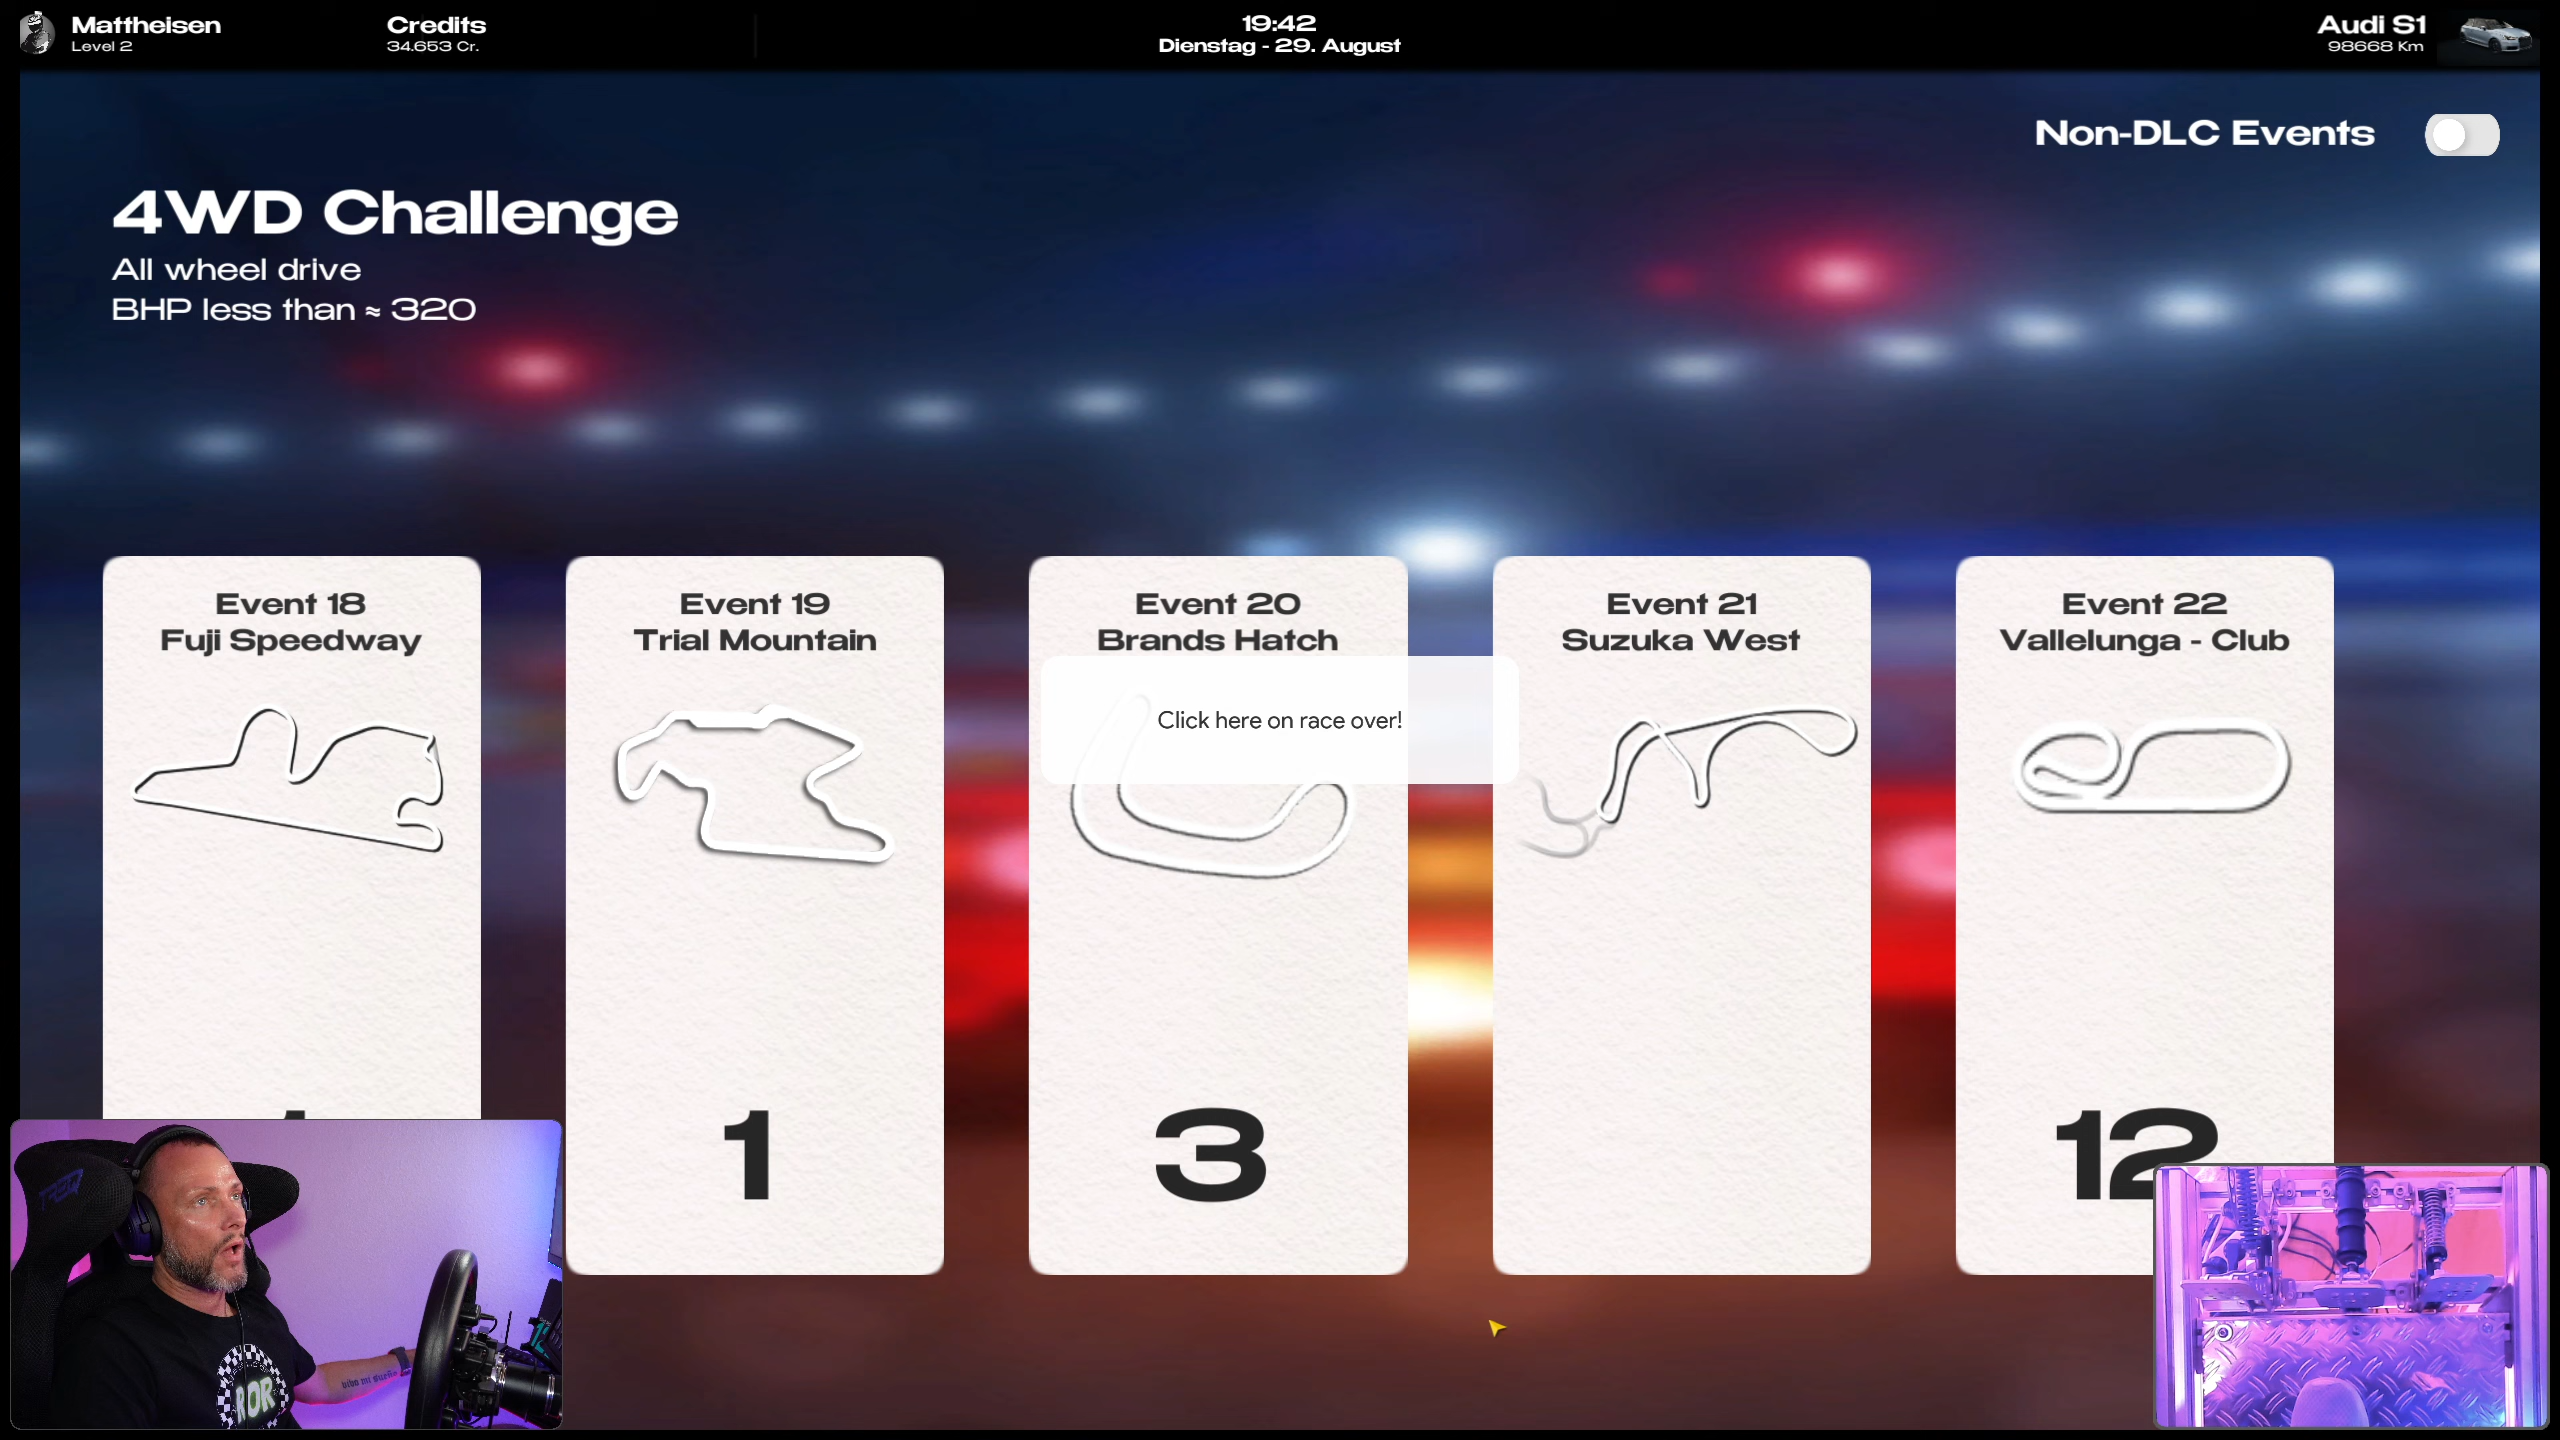 Mattheisen
Level 2
Credits
34.653 Cr.
19:42
Dienstag - 29. August
Audi S1
98668 Km
Non-DLC Events
4WD Challenge
All wheel drive
BHP less than ≈ 320
Event 18
Fuji Speedway
Event 19
Trial Mountain
1
Event 20
Brands Hatch
3
Event 21
Suzuka West
Event 22
Vallelunga - Club
12
Click here on race over!
ROR